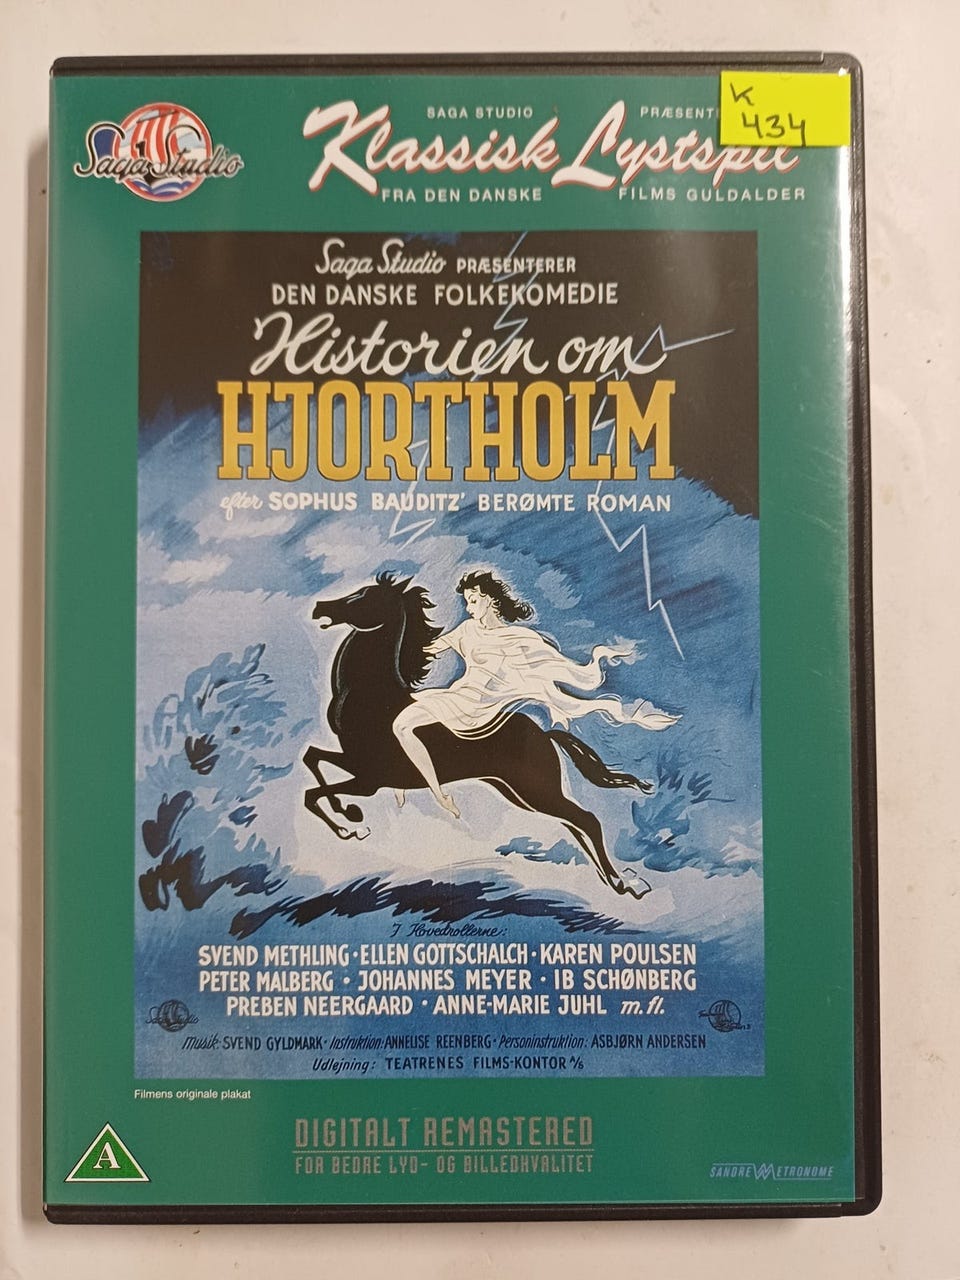 K
434
Saga Studio
SAGA STUDIO PRÆSENTE
Klassisk Lystspil
FRA DEN DANSKE FILMS GULDALDER
Saga Studio PRÆSENTERER
DEN DANSKE FOLKEKOMEDIE
Historien om
HJORTHOLM
efter SOPHUS BAUDITZ' BERØMTE ROMAN
I Hovedrollerne:
SVEND METHLING · ELLEN GOTTSCHALCH · KAREN POULSEN
PETER MALBERG · JOHANNES MEYER · IB SCHØNBERG
PREBEN NEERGAARD · ANNE-MARIE JUHL m.fl.
Musik: SVEND GYLDMARK · Instruktion: ANNELISE REENBERG · Personinstruktion: ASBJØRN ANDERSEN
Udlejning: TEATRENES FILMS-KONTOR A/S
Filmens originale plakat
DIGITALT REMASTERED
FOR BEDRE LYD- OG BILLEDKVALITET
A
SANDREW METRONOME